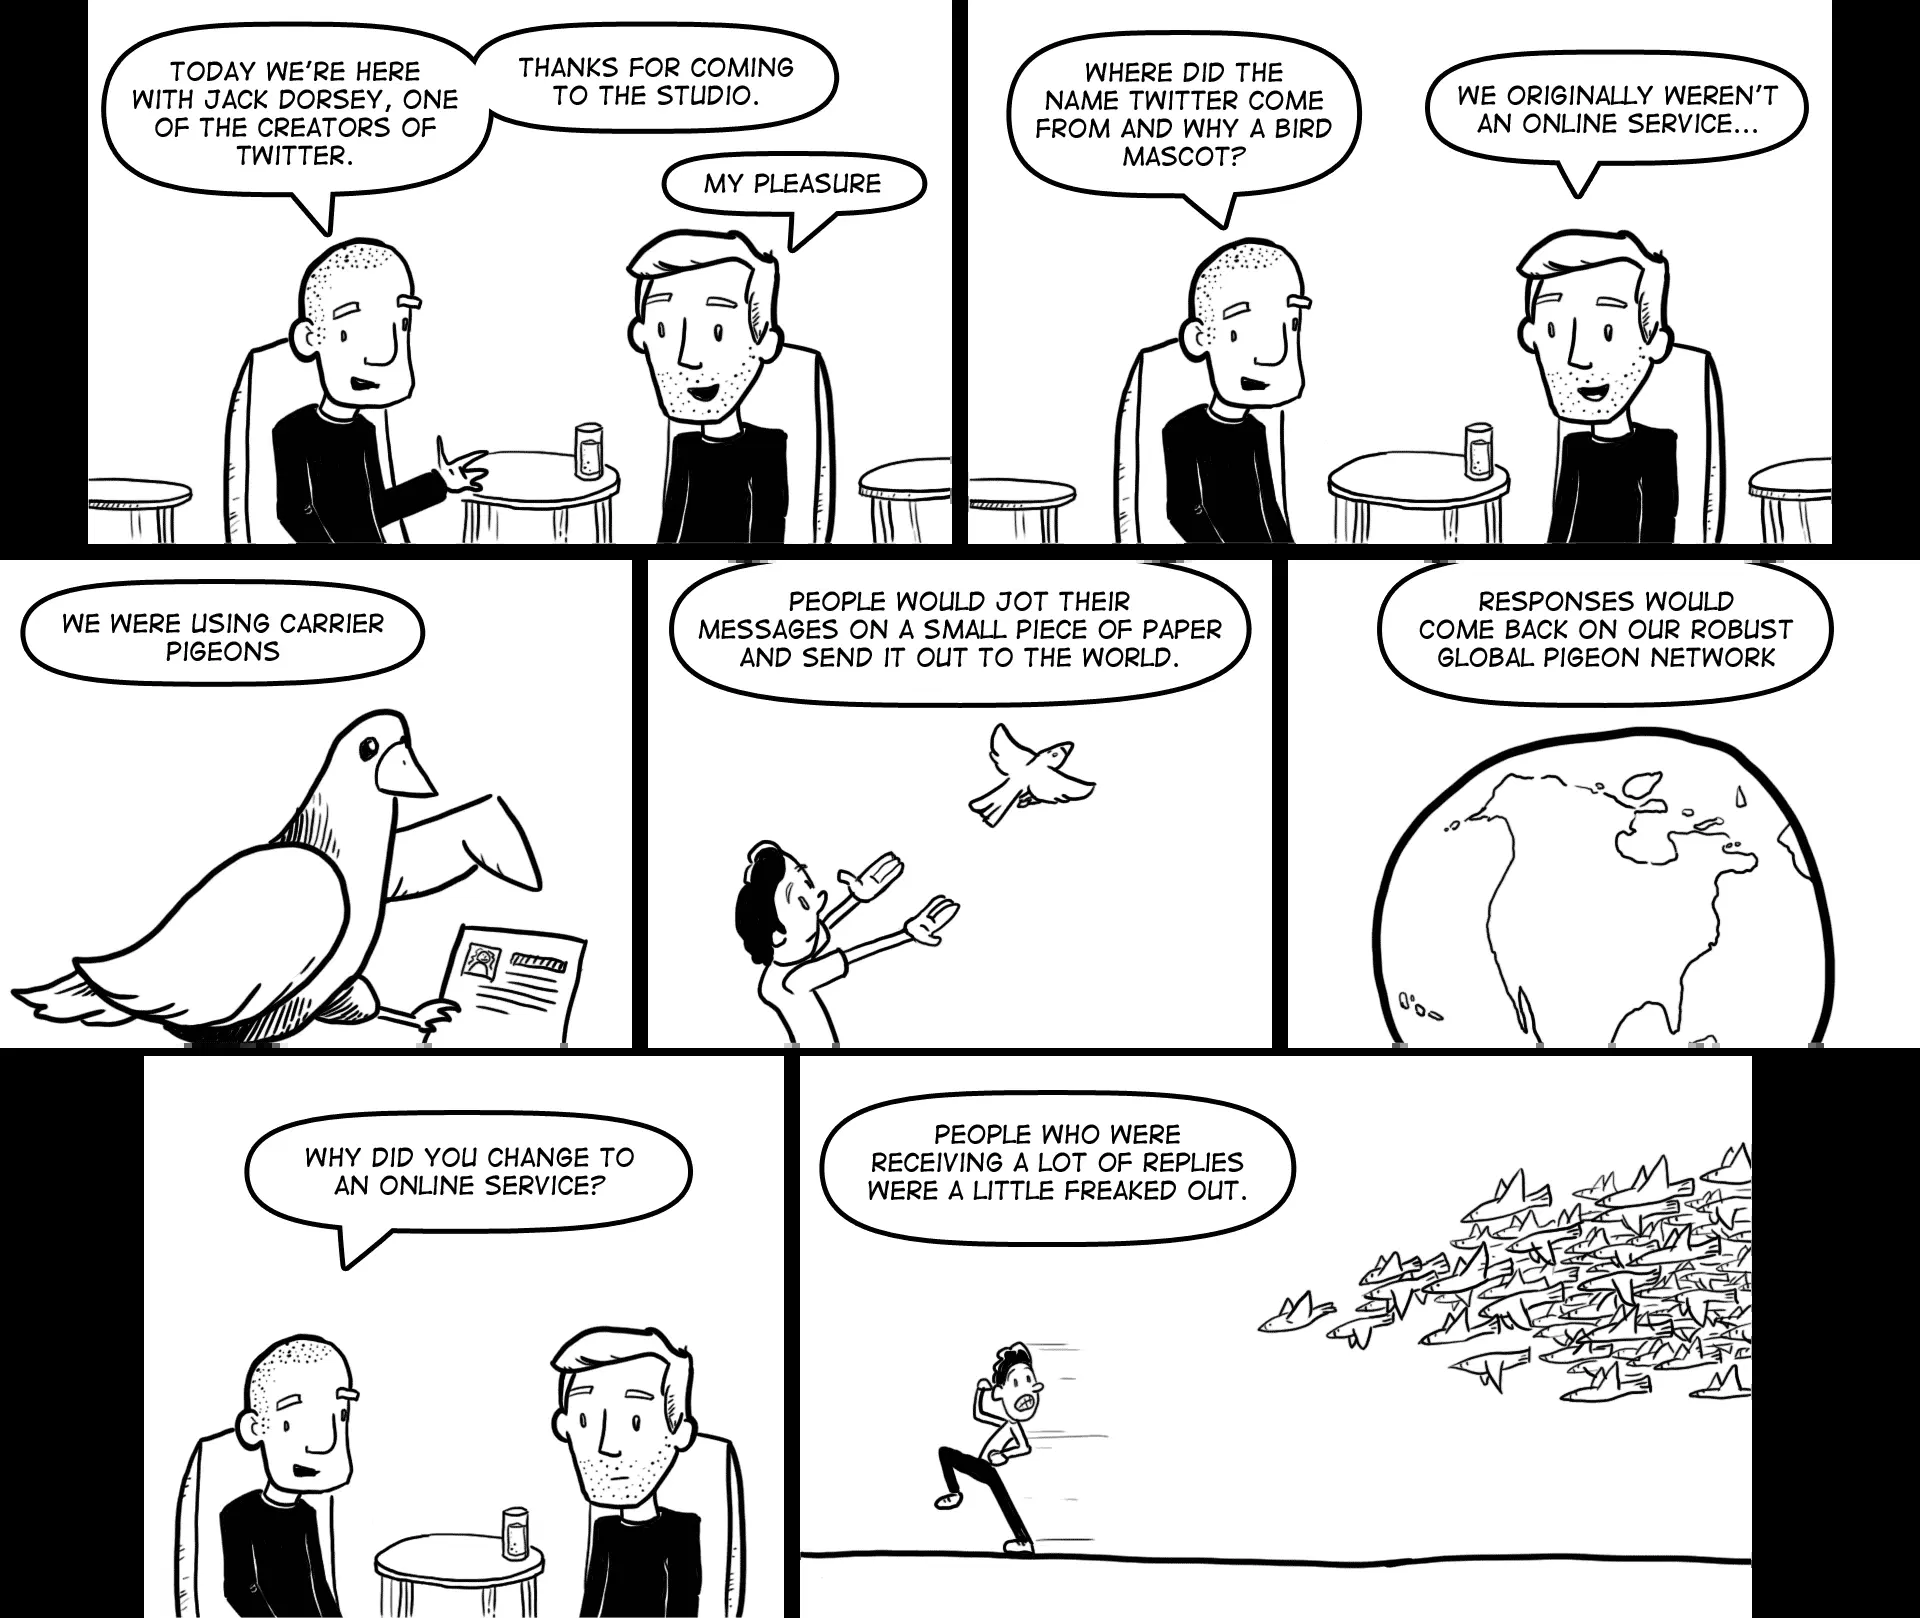 TODAY WE'RE HERE
WITH JACK DORSEY, ONE
OF THE CREATORS OF
TWITTER.
THANKS FOR COMING
TO THE STUDIO.
MY PLEASURE
WHERE DID THE
NAME TWITTER COME
FROM AND WHY A BIRD
MASCOT?
WE ORIGINALLY WEREN'T
AN ONLINE SERVICE...
WE WERE USING CARRIER
PIGEONS
PEOPLE WOULD JOT THEIR
MESSAGES ON A SMALL PIECE OF PAPER
AND SEND IT OUT TO THE WORLD.
RESPONSES WOULD
COME BACK ON OUR ROBUST
GLOBAL PIGEON NETWORK
WHY DID YOU CHANGE TO
AN ONLINE SERVICE?
PEOPLE WHO WERE
RECEIVING A LOT OF REPLIES
WERE A LITTLE FREAKED OUT.